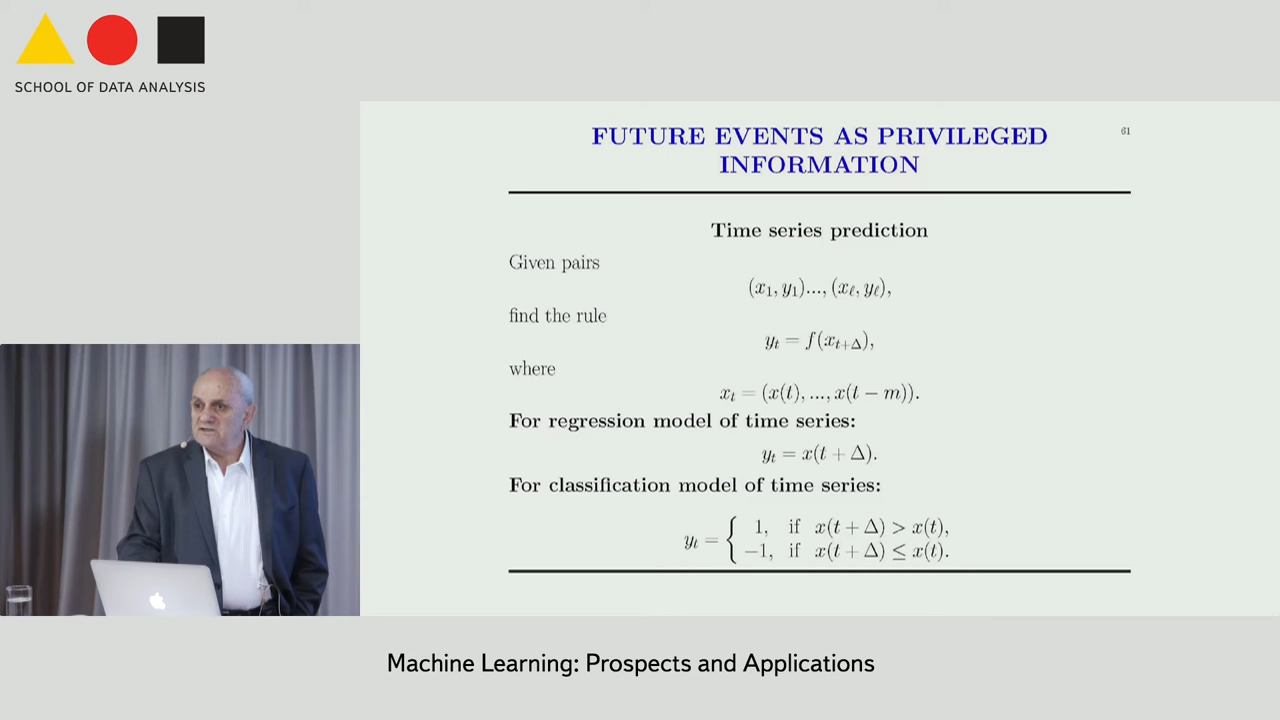 SCHOOL OF DATA ANALYSIS
FUTURE EVENTS AS PRIVILEGED
INFORMATION
61
Time series prediction
Given pairs
(x₁, y₁)..., (x_ℓ, y_ℓ),
find the rule
y_t = f(x_{t+Δ}),
where
x_t = (x(t), ..., x(t − m)).
For regression model of time series:
y_t = x(t + Δ).
For classification model of time series:
y_t = { 1, if x(t + Δ) > x(t),
−1, if x(t + Δ) ≤ x(t).
Machine Learning: Prospects and Applications